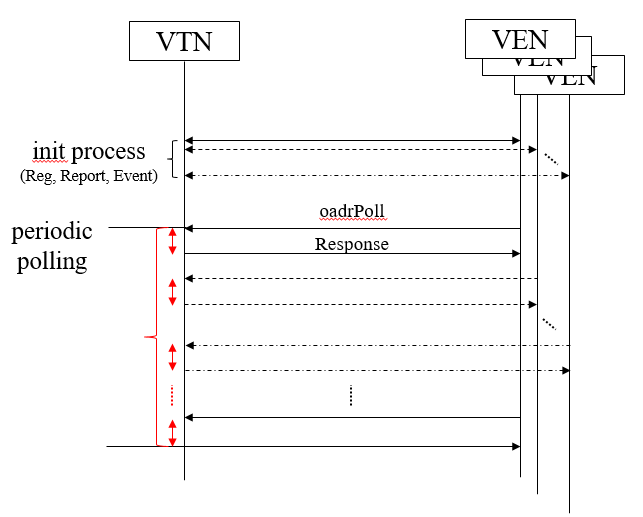 VTN
VEN
VEN
VEN
init process
(Reg, Report, Event)
oadrPoll
periodic
polling
Response